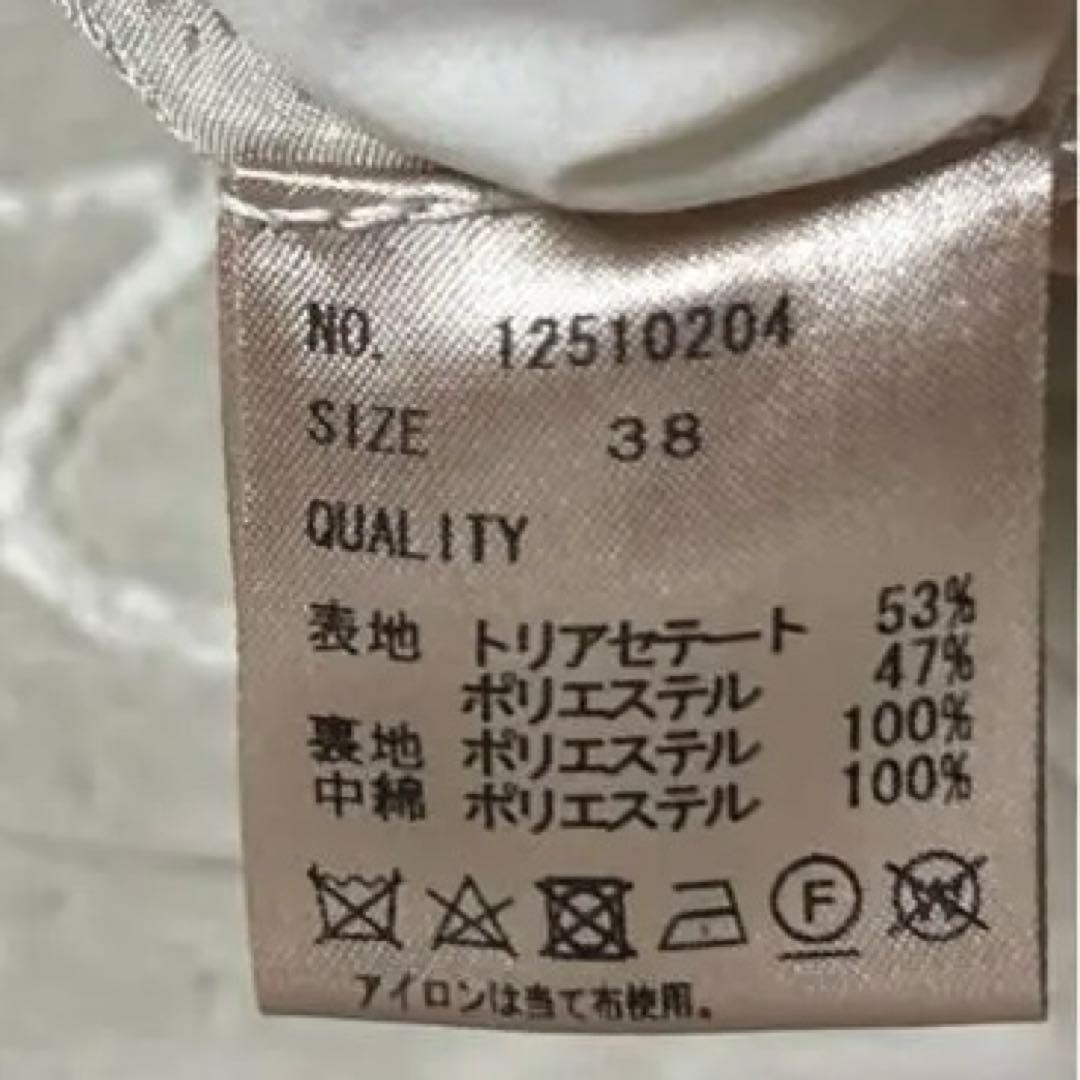 NO. 12510204
SIZE 38
QUALITY
表地 トリアセテート 53%
ポリエステル 47%
裏地 ポリエステル 100%
中綿 ポリエステル 100%
F W
アイロンは当て布使用。